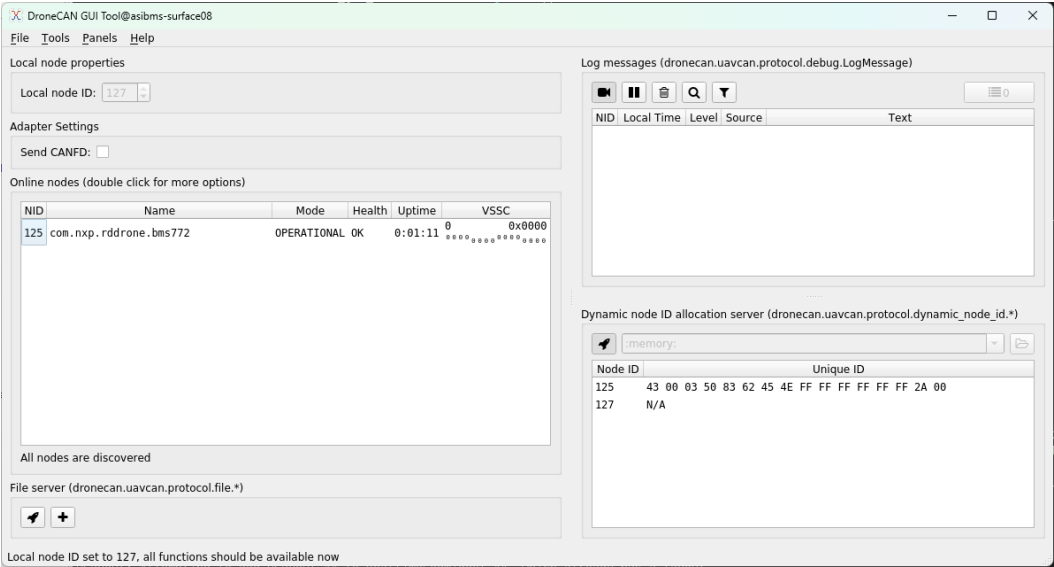 DroneCAN GUI Tool@asibms-surface08
File Tools Panels Help
Local node properties
Local node ID: 127
Adapter Settings
Send CANFD:
Online nodes (double click for more options)
NID Name Mode Health Uptime VSSC
125 com.nxp.rddrone.bms772 OPERATIONAL OK 0:01:11 0 0x0000
0000 0000 0000 0000
All nodes are discovered
File server (dronecan.uavcan.protocol.file.*)
Local node ID set to 127, all functions should be available now
Log messages (dronecan.uavcan.protocol.debug.LogMessage)
0
NID Local Time Level Source Text
Dynamic node ID allocation server (dronecan.uavcan.protocol.dynamic_node_id.*)
:memory:
Node ID Unique ID
125 43 00 03 50 83 62 45 4E FF FF FF FF FF FF 2A 00
127 N/A